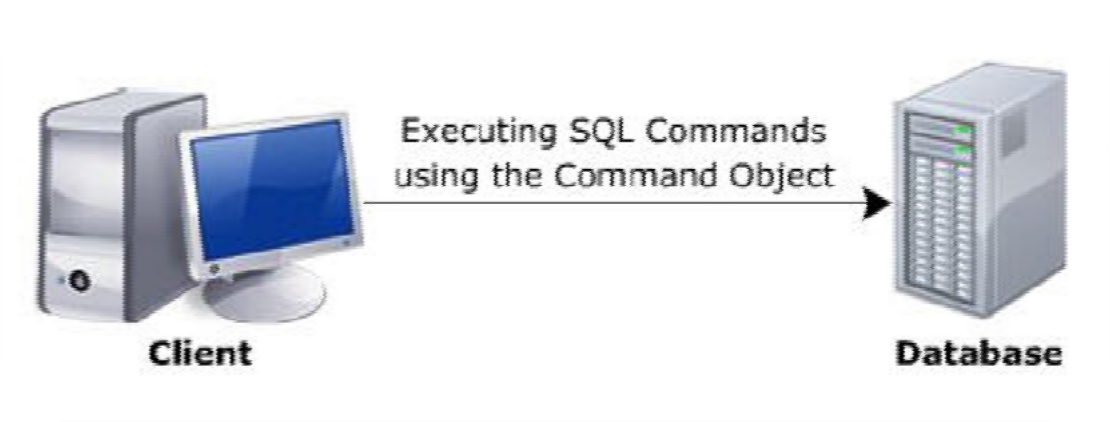 Executing SQL Commands
using the Command Object
Client
Database